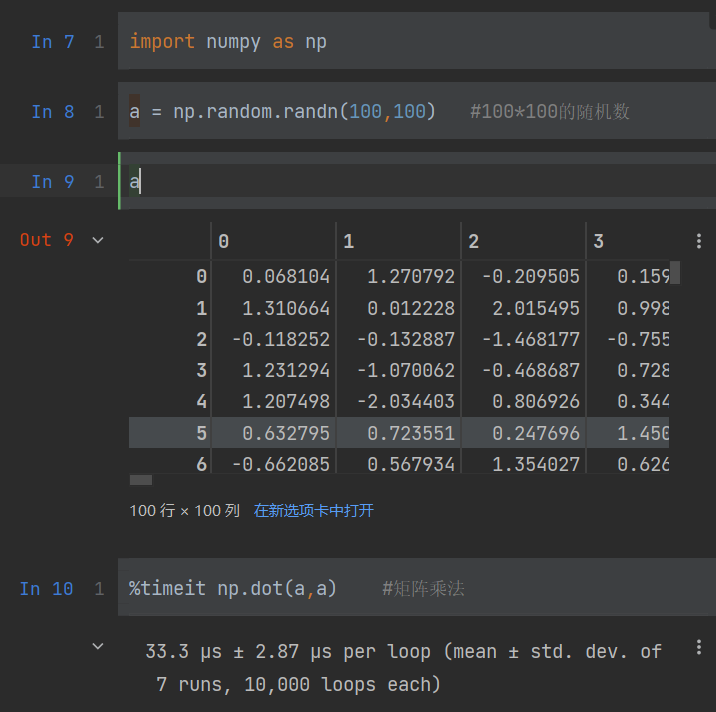 In 7 1 import numpy as np
In 8 1 a = np.random.randn(100,100) #100*100的随机数
In 9 1 a
Out 9
0 1 2 3
0 0.068104 1.270792 -0.209505 0.159
1 1.310664 0.012228 2.015495 0.998
2 -0.118252 -0.132887 -1.468177 -0.755
3 1.231294 -1.070062 -0.468687 0.728
4 1.207498 -2.034403 0.806926 0.344
5 0.632795 0.723551 0.247696 1.450
6 -0.662085 0.567934 1.354027 0.626
100 行 × 100 列 在新选项卡中打开
In 10 1 %timeit np.dot(a,a) #矩阵乘法
33.3 µs ± 2.87 µs per loop (mean ± std. dev. of
7 runs, 10,000 loops each)